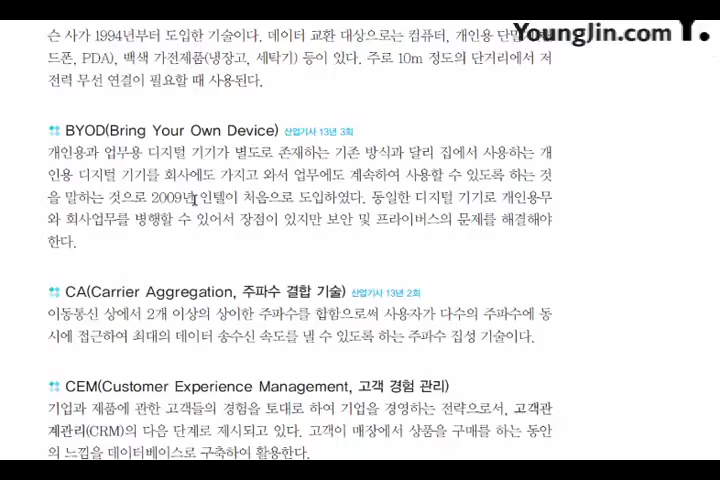 YoungJin.com Y.
슨 사가 1994년부터 도입한 기술이다. 데이터 교환 대상으로는 컴퓨터, 개인용 단말
드폰, PDA), 백색 가전제품(냉장고, 세탁기) 등이 있다. 주로 10m 정도의 단거리에서 저
전력 무선 연결이 필요할 때 사용된다.
BYOD(Bring Your Own Device) 산업기사 13년 3회
개인용과 업무용 디지털 기기가 별도로 존재하는 기존 방식과 달리 집에서 사용하는 개
인용 디지털 기기를 회사에도 가지고 와서 업무에도 계속하여 사용할 수 있도록 하는 것
을 말하는 것으로 2009년 인텔이 처음으로 도입하였다. 동일한 디지털 기기로 개인용무
와 회사업무를 병행할 수 있어서 장점이 있지만 보안 및 프라이버스의 문제를 해결해야
한다.
CA(Carrier Aggregation, 주파수 결합 기술) 산업기사 13년 2회
이동통신 상에서 2개 이상의 상이한 주파수를 합함으로써 사용자가 다수의 주파수에 동
시에 접근하여 최대의 데이터 송수신 속도를 낼 수 있도록 하는 주파수 집성 기술이다.
CEM(Customer Experience Management, 고객 경험 관리)
기업과 제품에 관한 고객들의 경험을 토대로 하여 기업을 경영하는 전략으로서, 고객관
계관리(CRM)의 다음 단계로 제시되고 있다. 고객이 매장에서 상품을 구매를 하는 동안
의 느낌을 데이터베이스로 구축하여 활용한다.